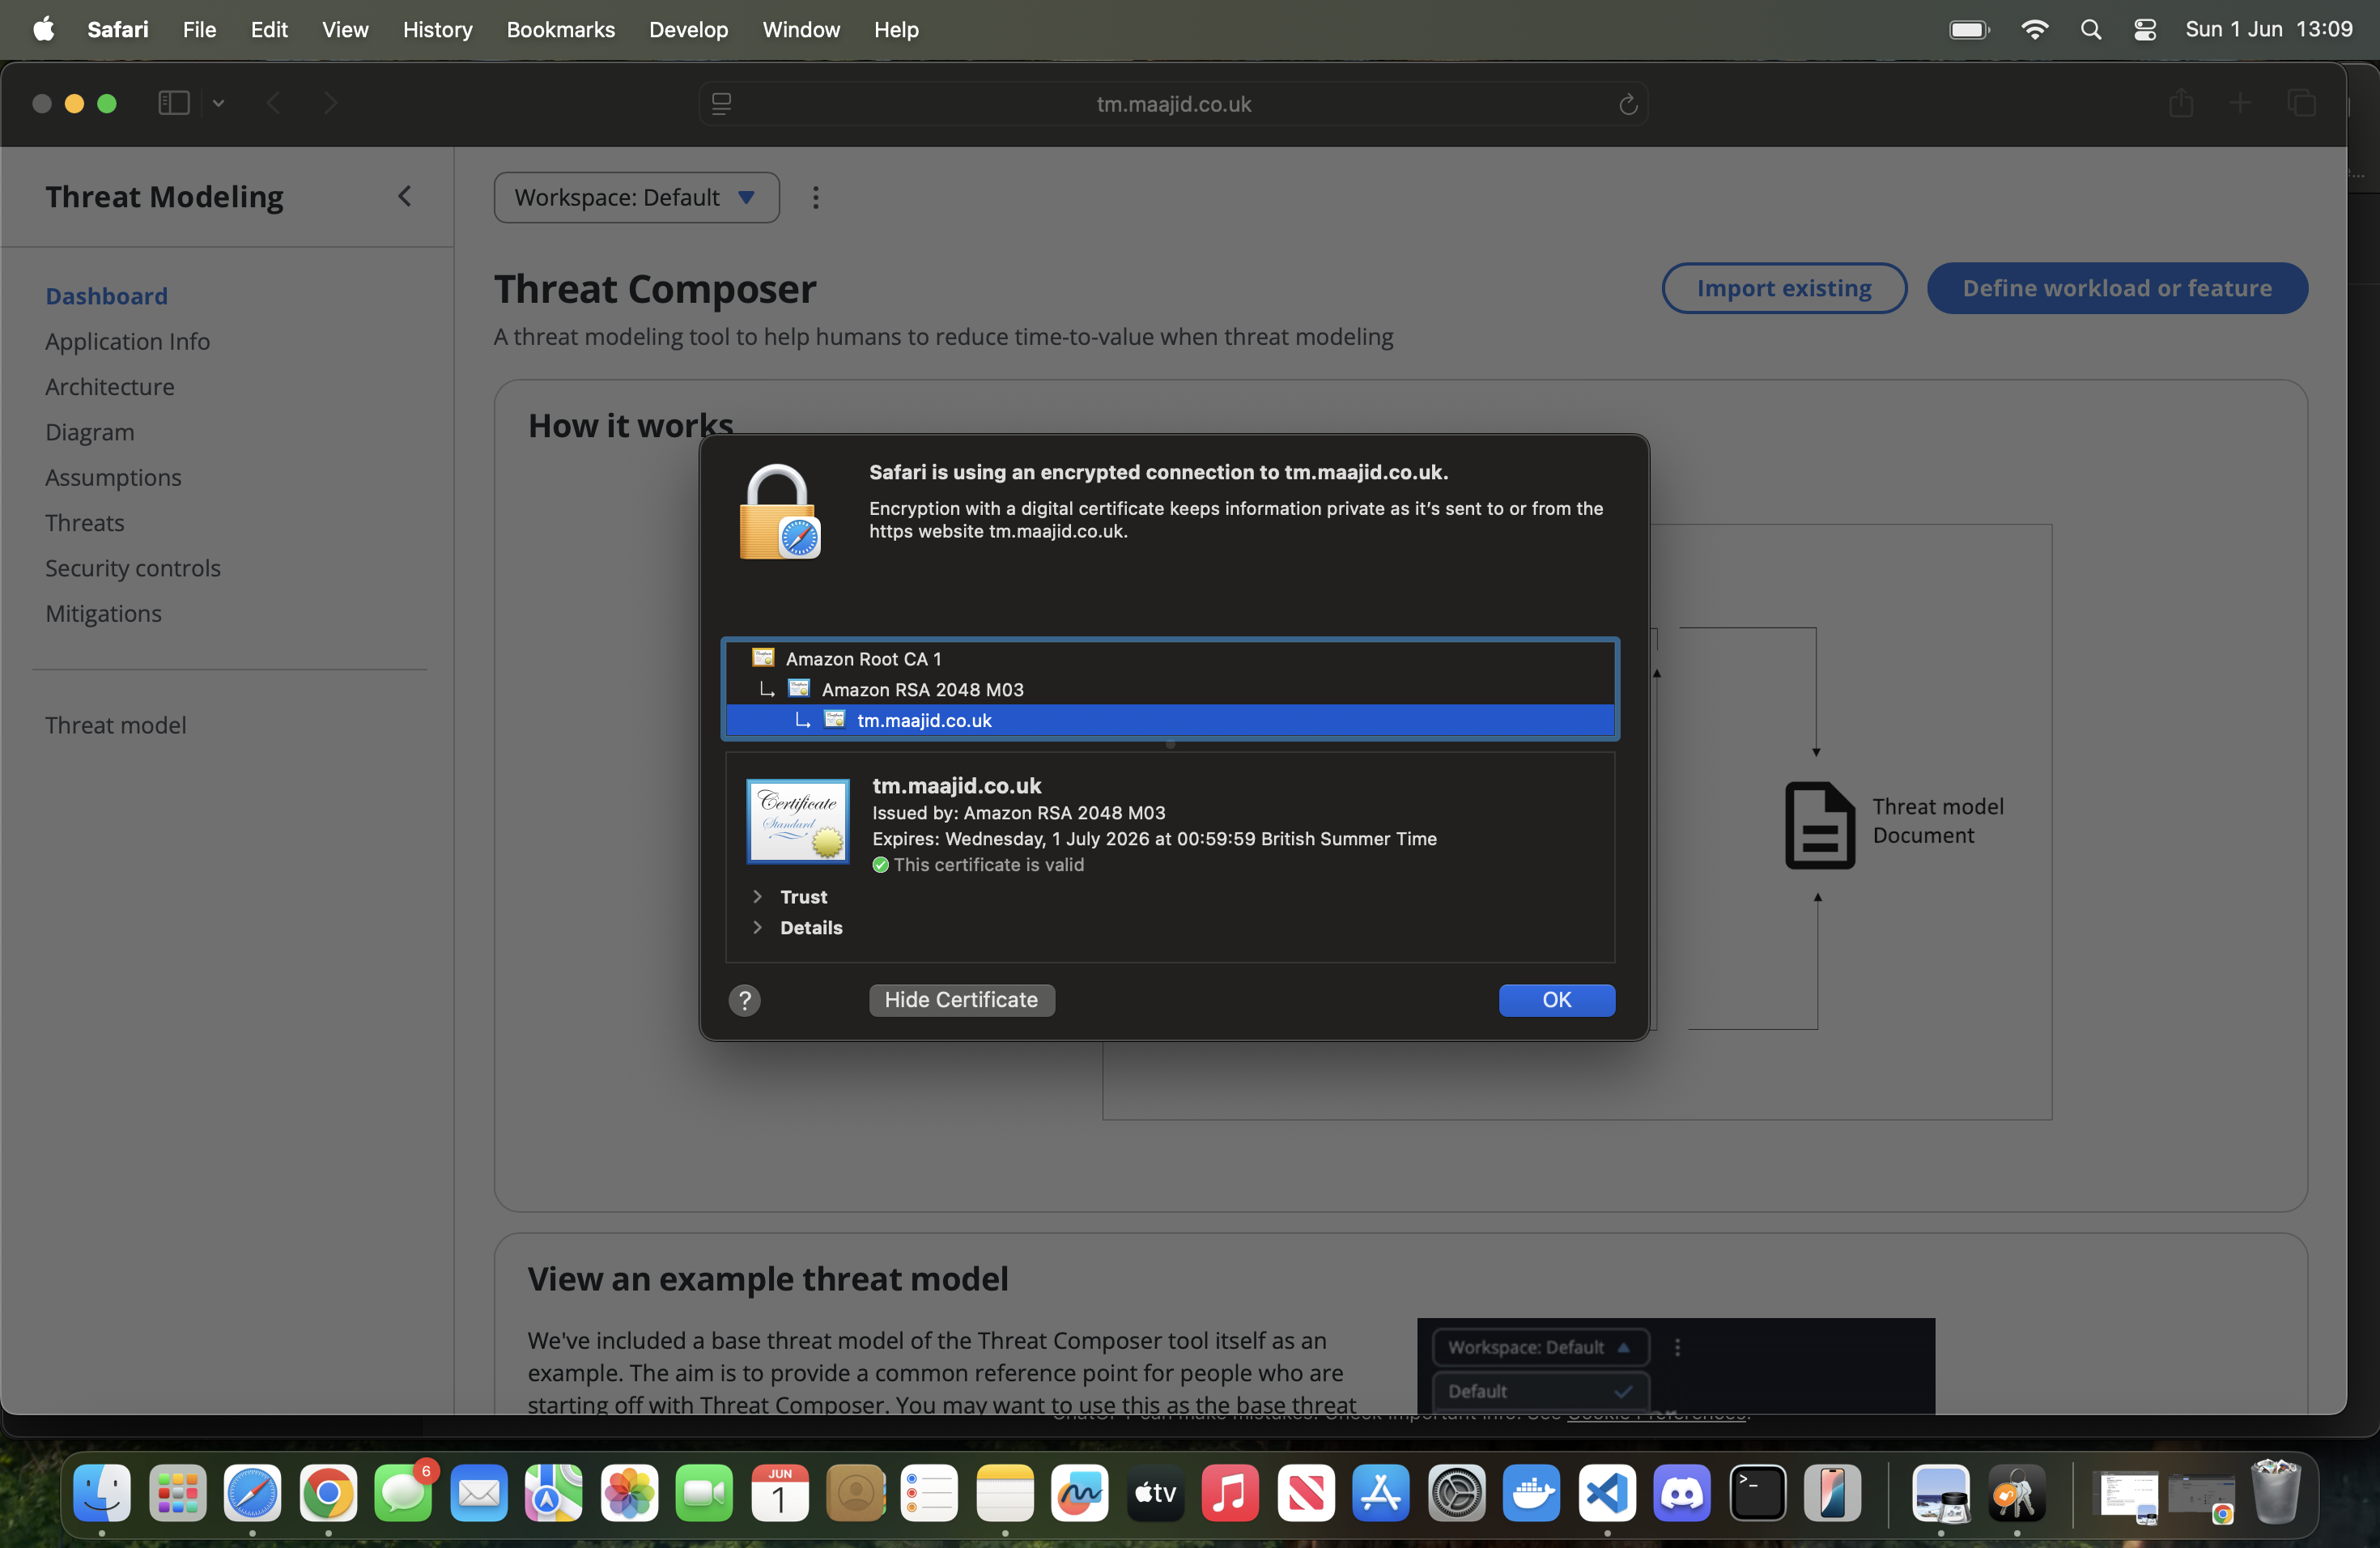 Safari File Edit View History Bookmarks Develop Window Help
Sun 1 Jun 13:09
tm.maajid.co.uk
Threat Modeling
Workspace: Default
Dashboard
Application Info
Architecture
Diagram
Assumptions
Threats
Security controls
Mitigations
Threat model
Threat Composer
Import existing
Define workload or feature
A threat modeling tool to help humans to reduce time-to-value when threat modeling
How it works
Safari is using an encrypted connection to tm.maajid.co.uk.
Encryption with a digital certificate keeps information private as it’s sent to or from the
https website tm.maajid.co.uk.
Amazon Root CA 1
Amazon RSA 2048 M03
tm.maajid.co.uk
Certificate
Standard
tm.maajid.co.uk
Issued by: Amazon RSA 2048 M03
Expires: Wednesday, 1 July 2026 at 00:59:59 British Summer Time
This certificate is valid
Trust
Details
? Hide Certificate OK
Threat model
Document
View an example threat model
We've included a base threat model of the Threat Composer tool itself as an
example. The aim is to provide a common reference point for people who are
starting off with Threat Composer. You may want to use this as the base threat
Workspace: Default
Default
ChatGPT can make mistakes. Check important info. See Cookie Preferences.
6
JUN
1
tv